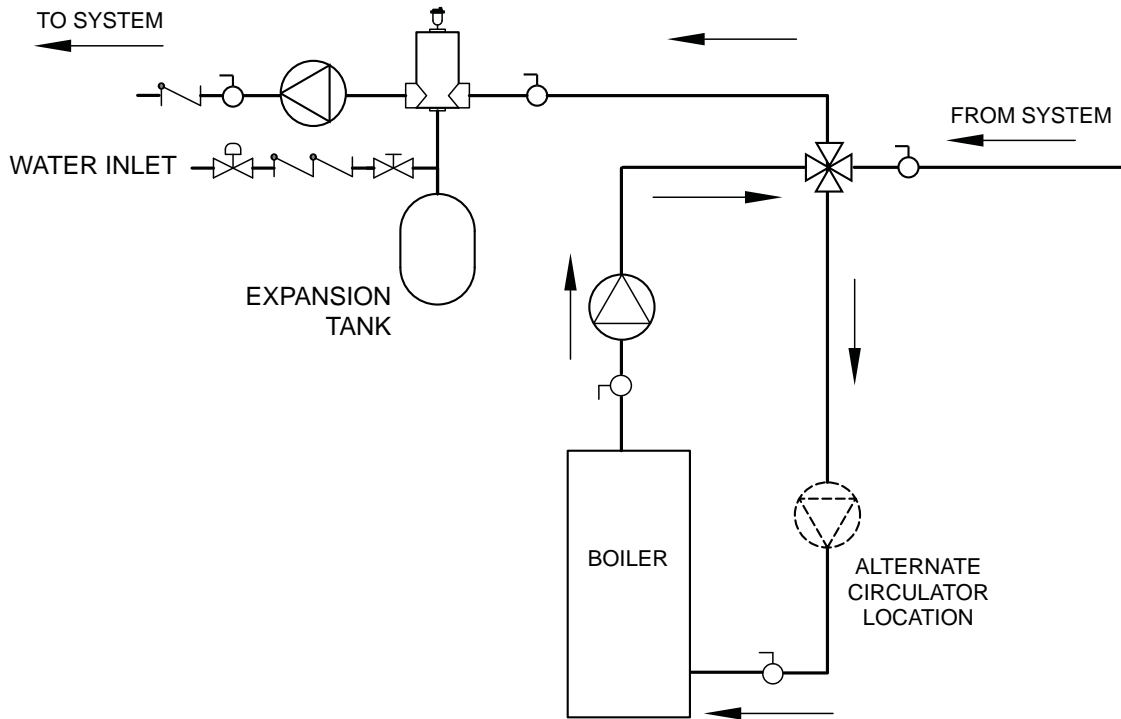 TO SYSTEM
FROM SYSTEM
WATER INLET
EXPANSION
TANK
BOILER
ALTERNATE
CIRCULATOR
LOCATION